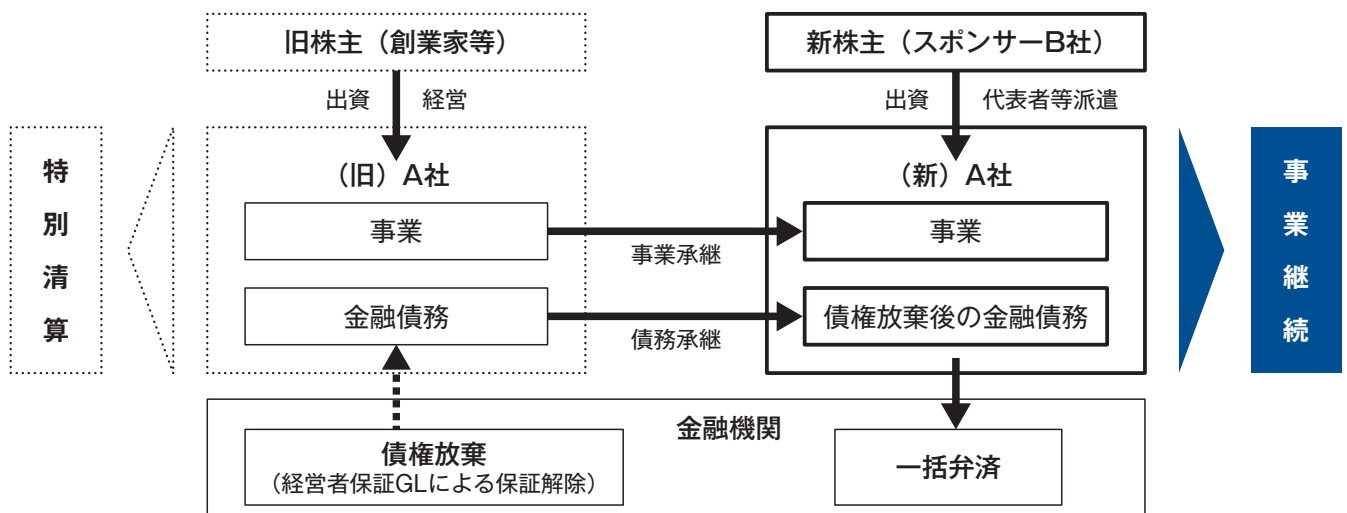 旧株主（創業家等）
新株主（スポンサーB社）
出資
経営
出資
代表者等派遣
特別清算
（旧）A社
（新）A社
事業継続
事業
事業承継
事業
金融債務
債務承継
債権放棄後の金融債務
金融機関
債権放棄
（経営者保証GLによる保証解除）
一括弁済